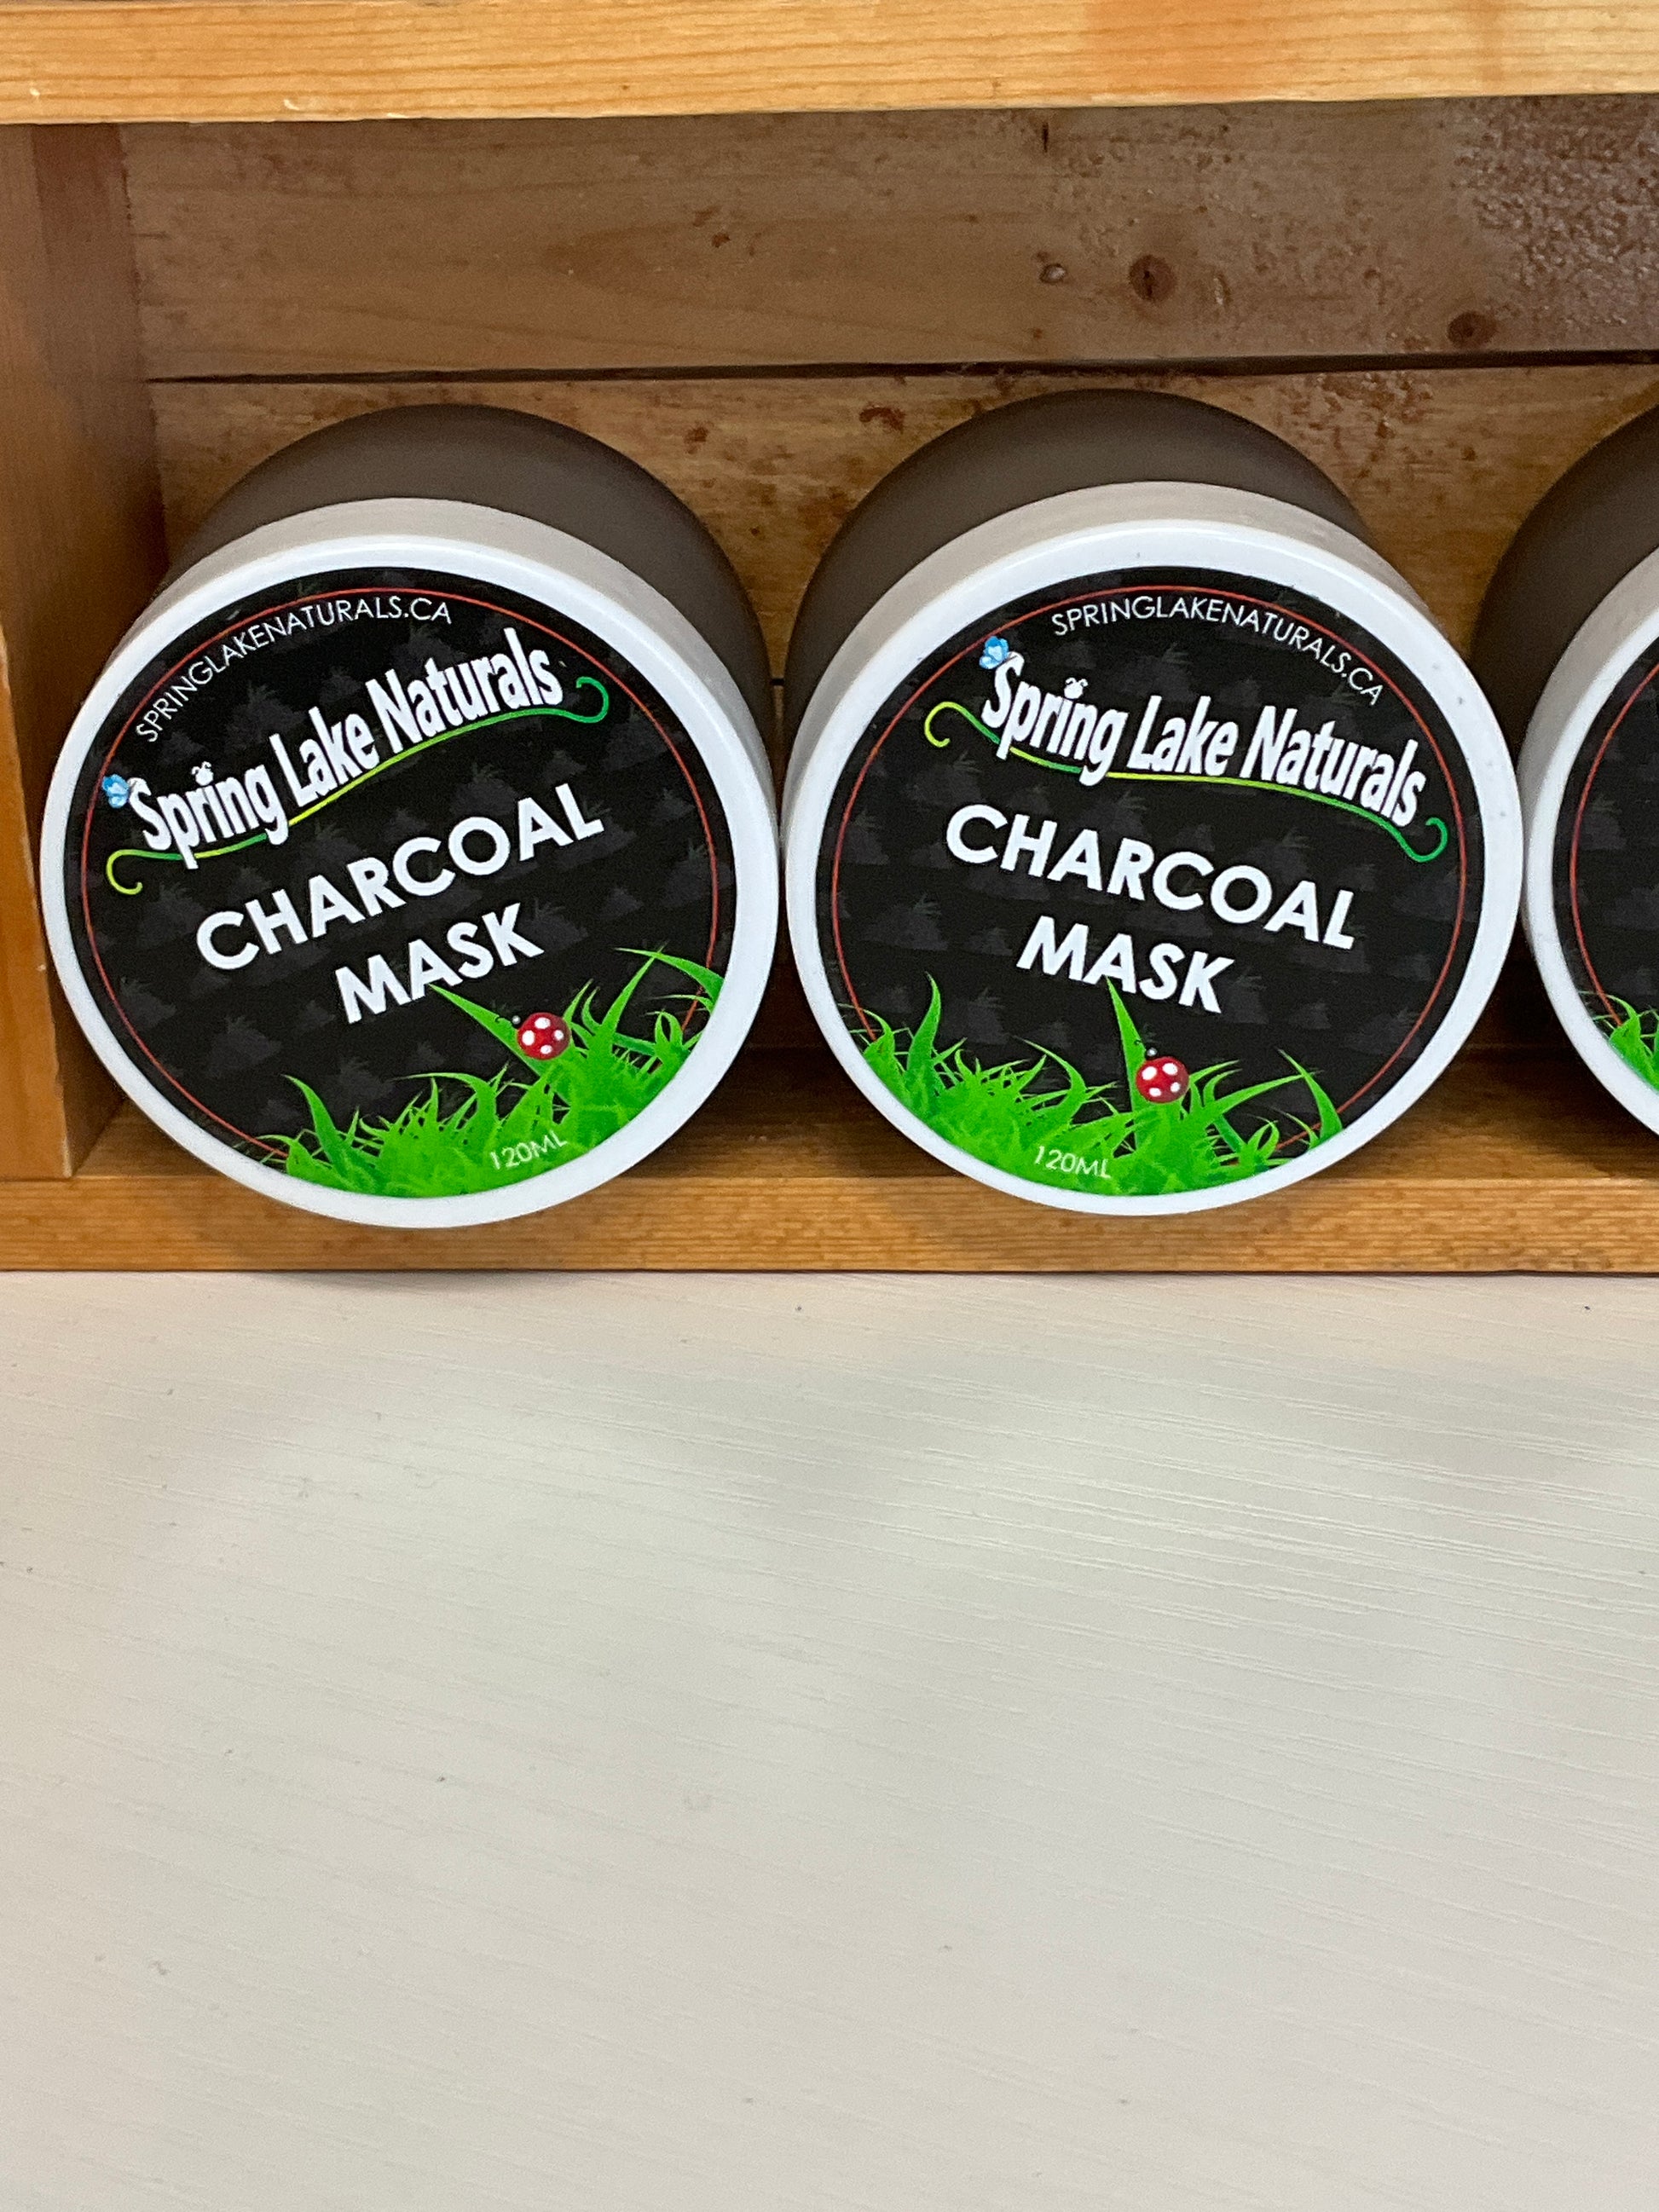 SPRINGLAKENATURALS.CA
Spring Lake Naturals
CHARCOAL
MASK
120ML
SPRINGLAKENATURALS.CA
Spring Lake Naturals
CHARCOAL
MASK
120ML